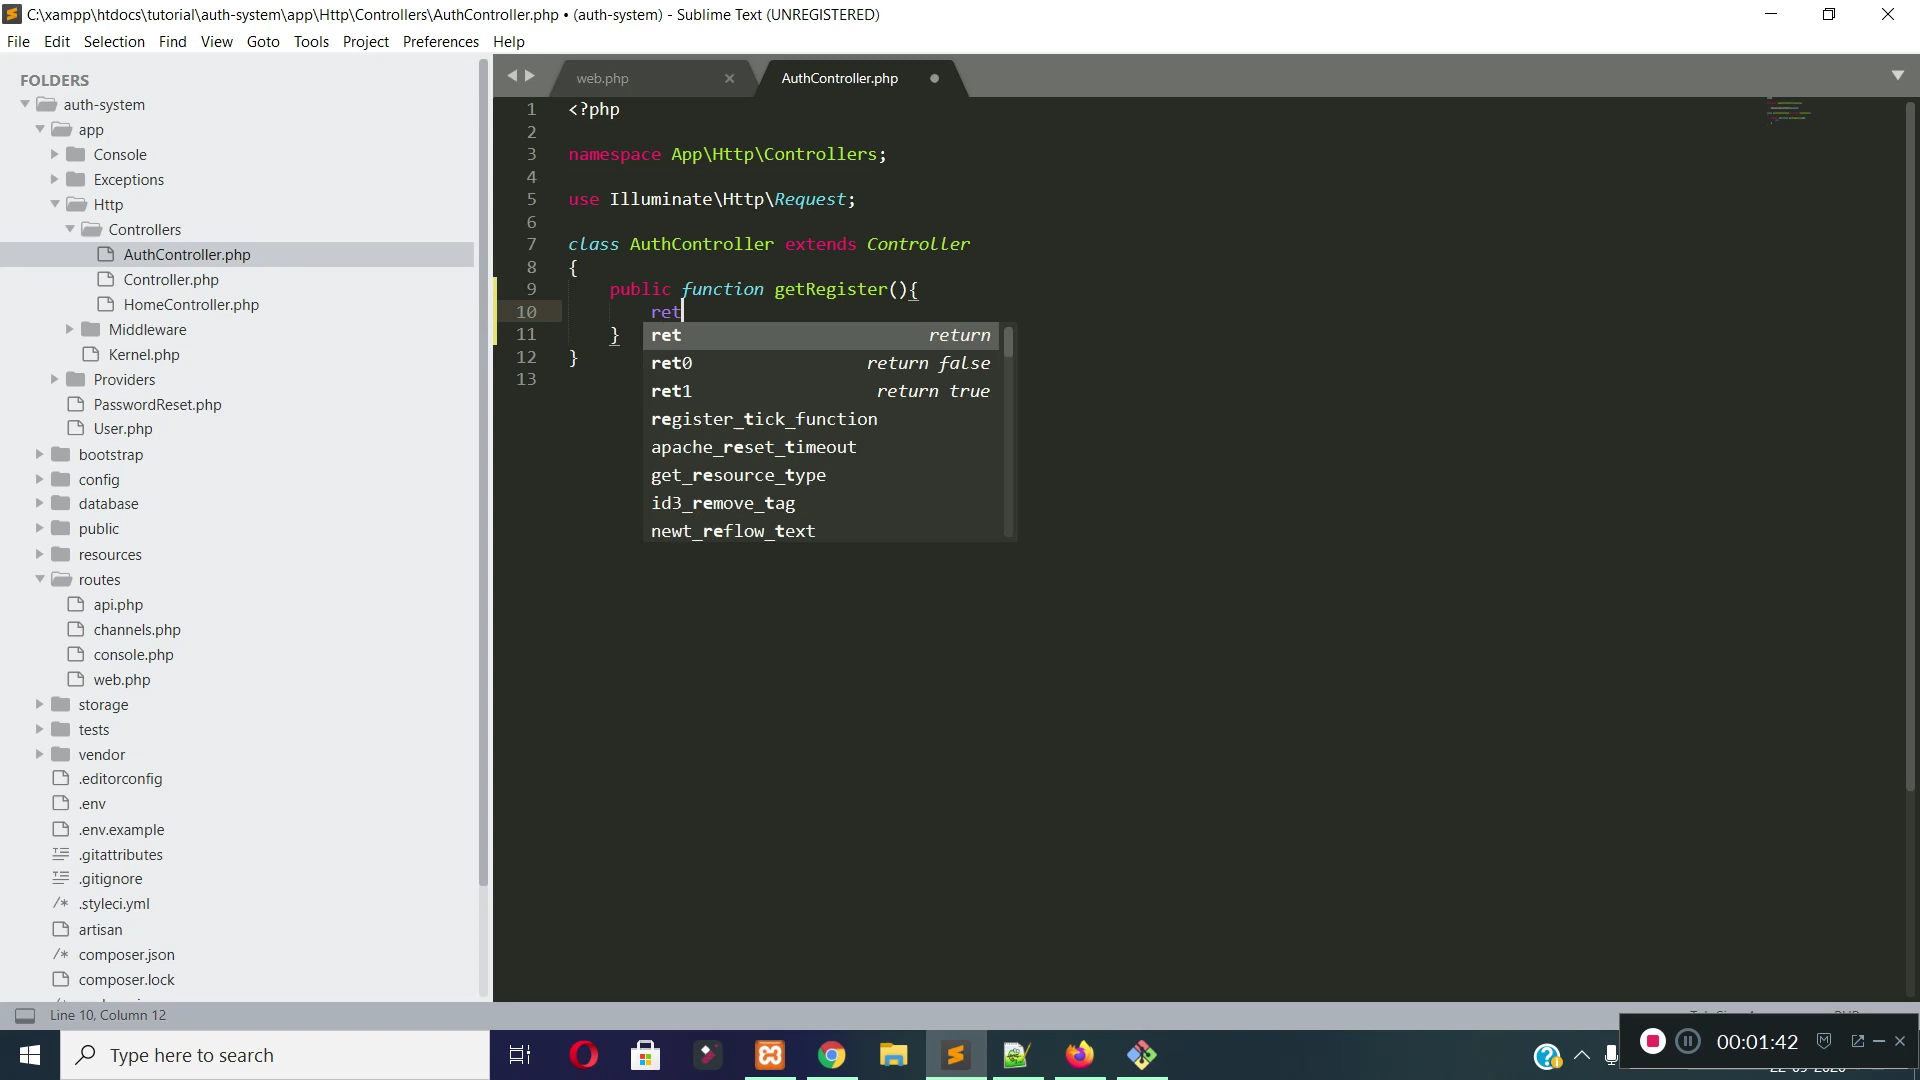 C:\xampp\htdocs\tutorial\auth-system\app\Http\Controllers\AuthController.php • (auth-system) - Sublime Text (UNREGISTERED)
File Edit Selection Find View Goto Tools Project Preferences Help
FOLDERS
auth-system
app
Console
Exceptions
Http
Controllers
AuthController.php
Controller.php
HomeController.php
Middleware
Kernel.php
Providers
PasswordReset.php
User.php
bootstrap
config
database
public
resources
routes
api.php
channels.php
console.php
web.php
storage
tests
vendor
.editorconfig
.env
.env.example
.gitattributes
.gitignore
/* .styleci.yml
artisan
/* composer.json
composer.lock
web.php AuthController.php
1 <?php
2
3 namespace App\Http\Controllers;
4
5 use Illuminate\Http\Request;
6
7 class AuthController extends Controller
8 {
9 public function getRegister(){
10 ret
11 }
12 }
13
ret return
ret0 return false
ret1 return true
register_tick_function
apache_reset_timeout
get_resource_type
id3_remove_tag
newt_reflow_text
Line 10, Column 12
Type here to search
00:01:42